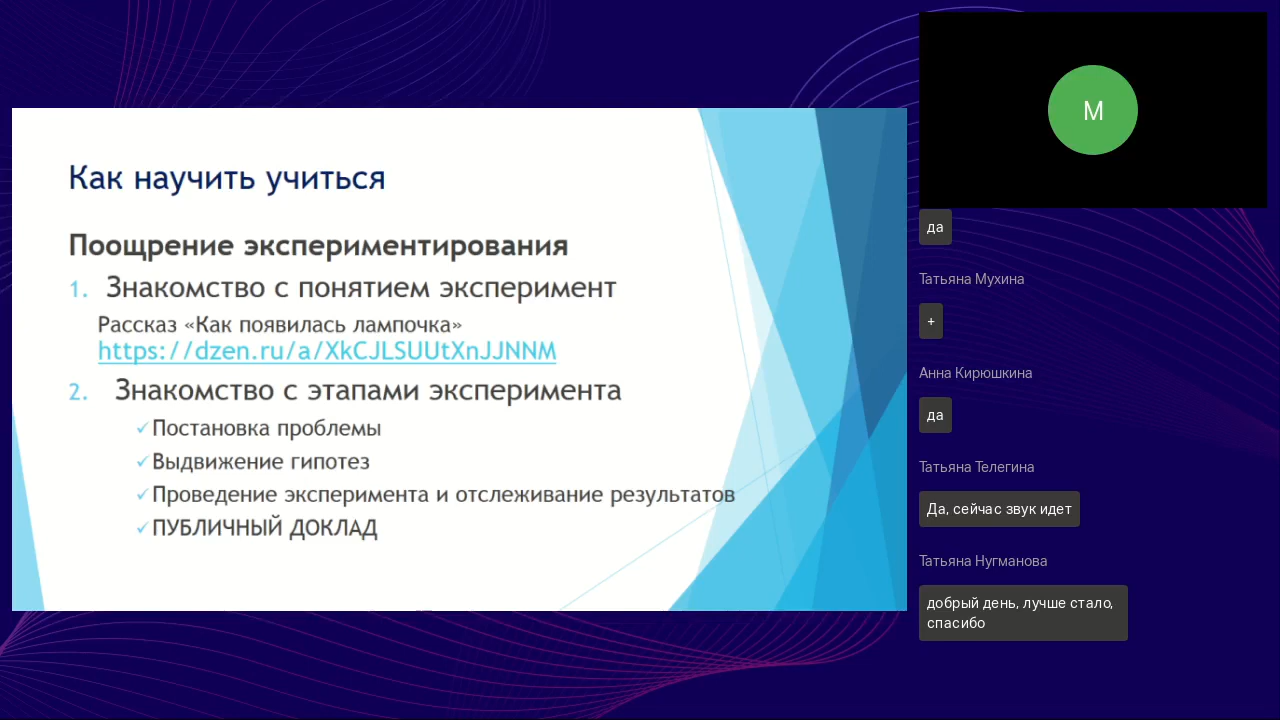 Как научить учиться
Поощрение экспериментирования
1. Знакомство с понятием эксперимент
Рассказ «Как появилась лампочка»
https://dzen.ru/a/XkCJLSUUtXnJJNNM
2. Знакомство с этапами эксперимента
✓Постановка проблемы
✓Выдвижение гипотез
✓Проведение эксперимента и отслеживание результатов
✓ПУБЛИЧНЫЙ ДОКЛАД
М
да
Татьяна Мухина
+
Анна Кирюшкина
да
Татьяна Телегина
Да, сейчас звук идет
Татьяна Нугманова
добрый день, лучше стало,
спасибо